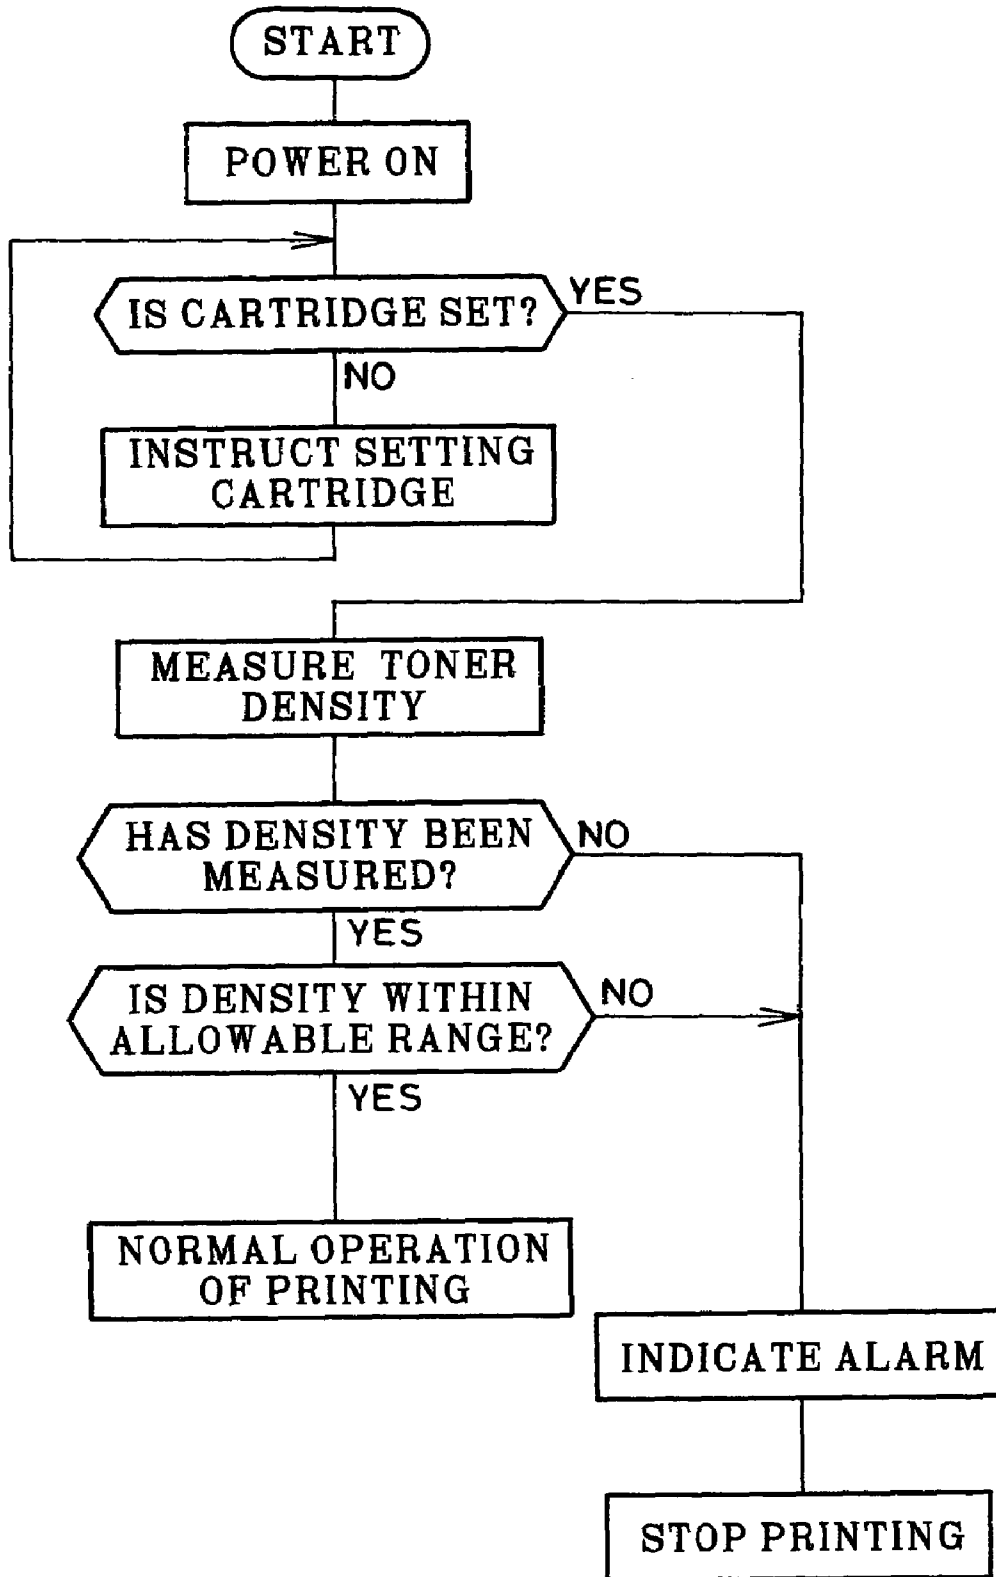 START
POWER ON
IS CARTRIDGE SET?
YES
NO
INSTRUCT SETTING
CARTRIDGE
MEASURE TONER
DENSITY
HAS DENSITY BEEN
MEASURED?
NO
YES
IS DENSITY WITHIN
ALLOWABLE RANGE?
NO
YES
NORMAL OPERATION
OF PRINTING
INDICATE ALARM
STOP PRINTING